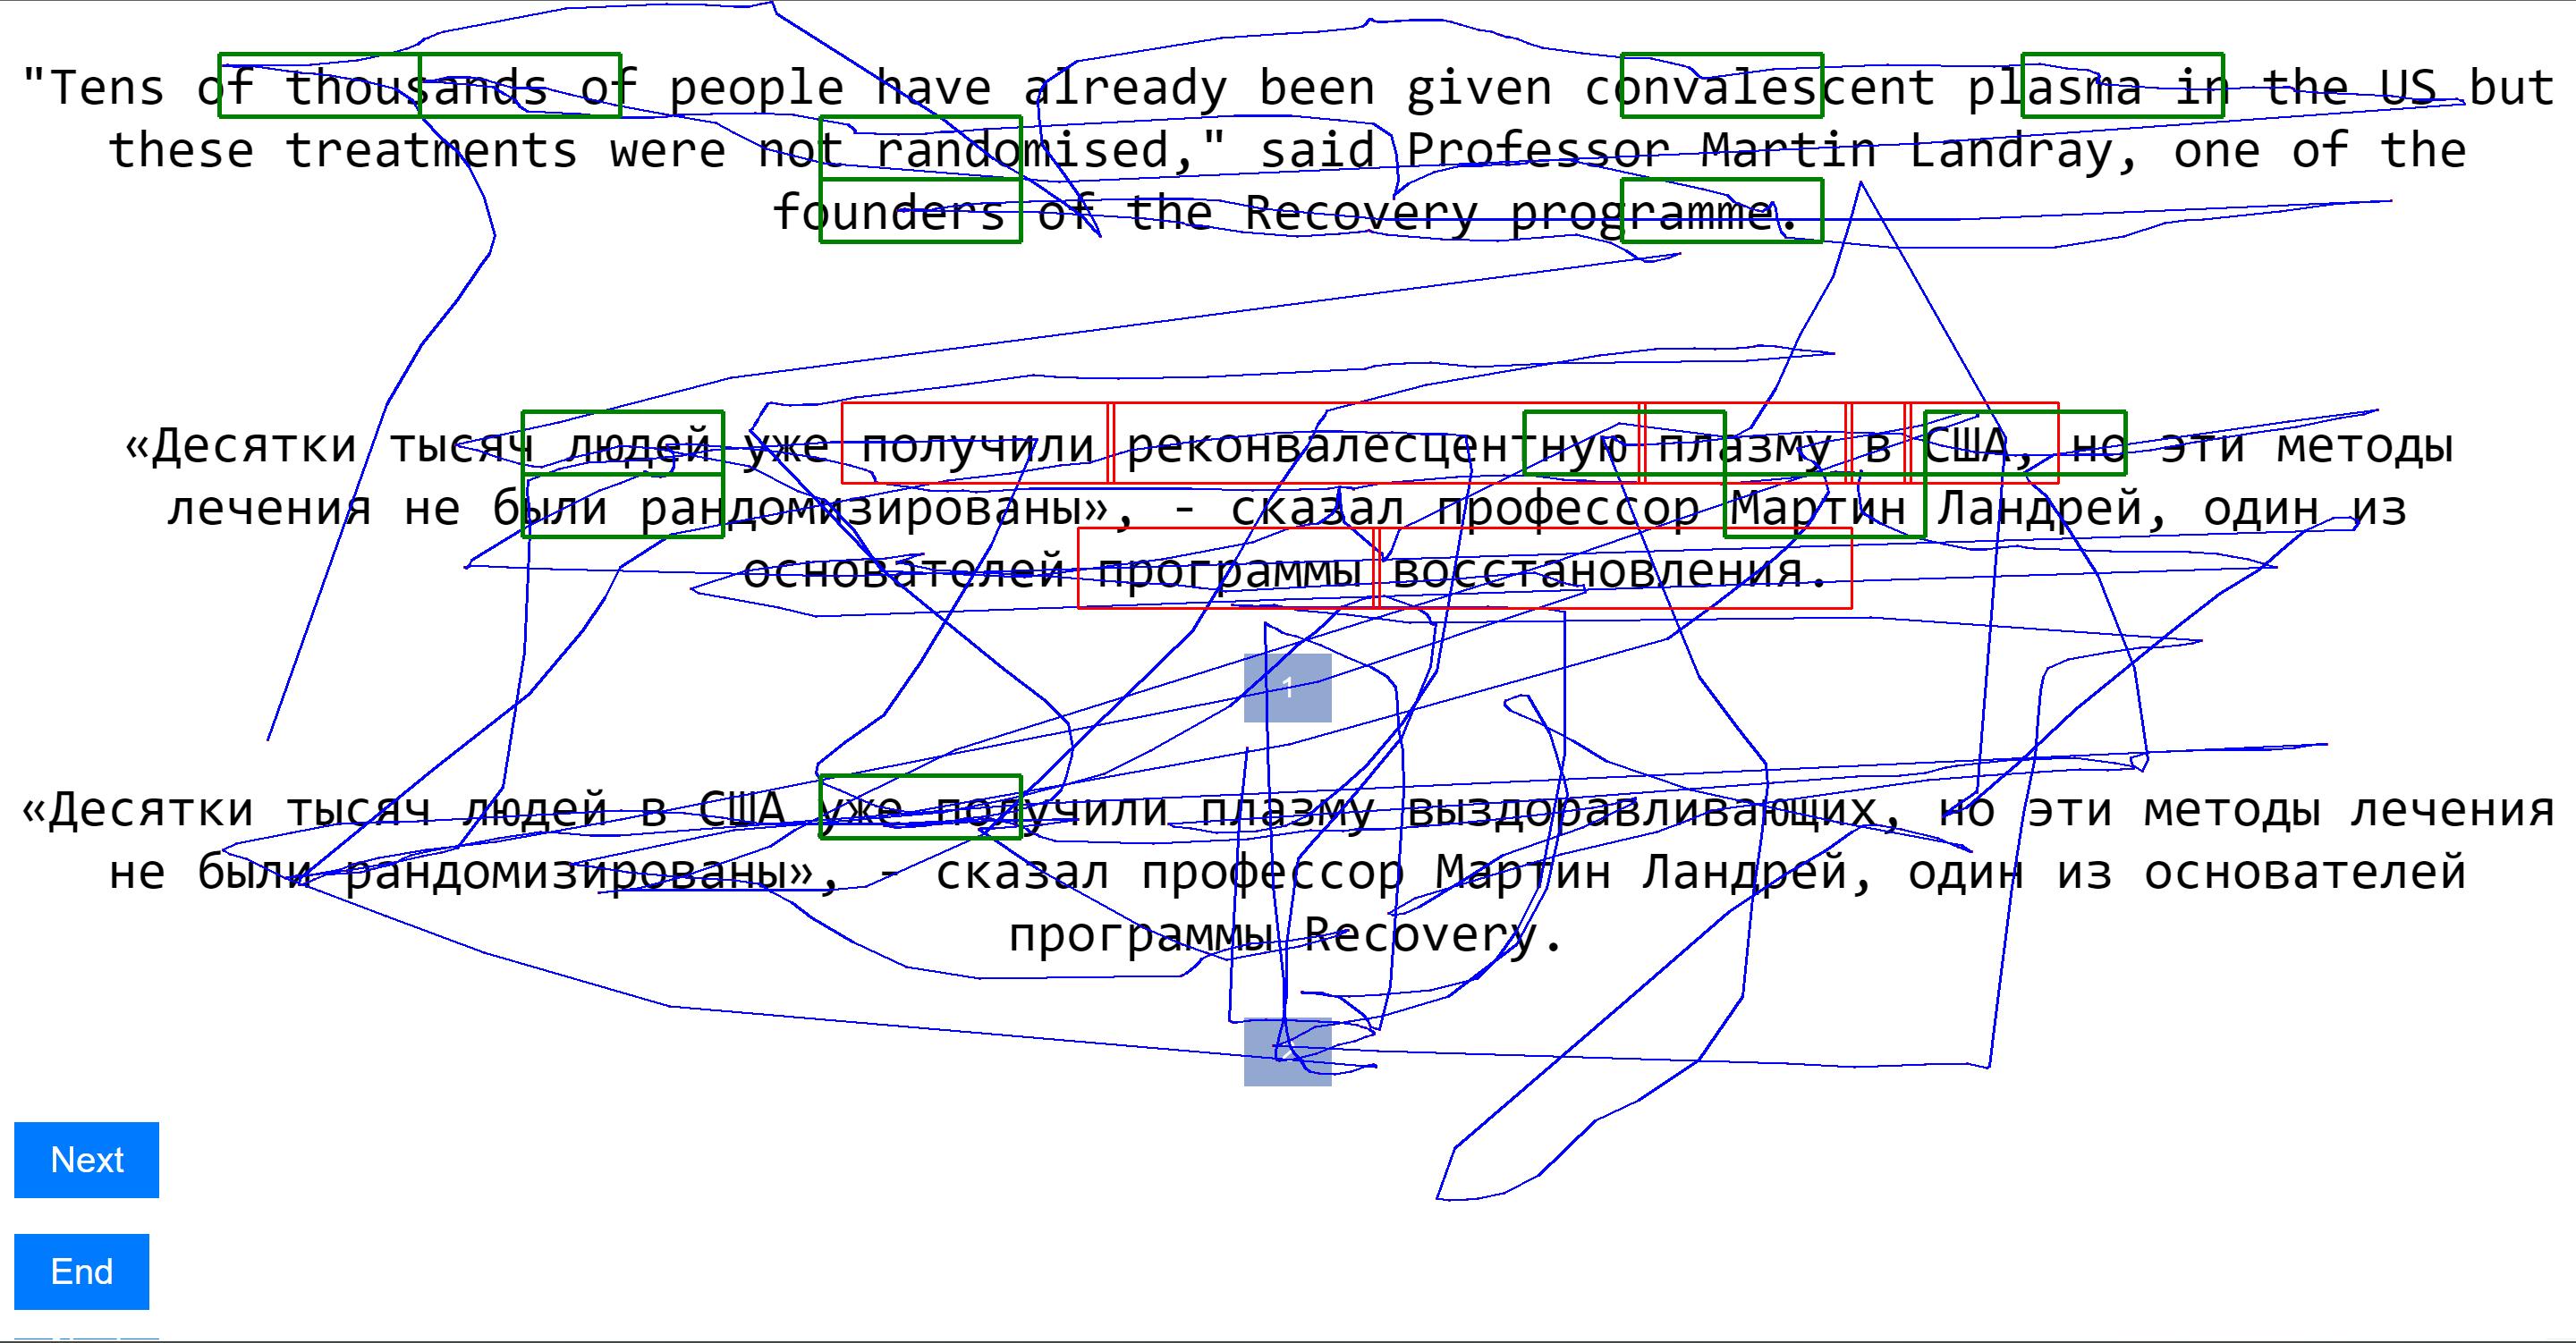 "Tens of thousands of people have already been given convalescent plasma in the US but
these treatments were not randomised," said Professor Martin Landray, one of the
founders of the Recovery programme.
«Десятки тысяч людей уже получили реконвалесцентную плазму в США, но эти методы
лечения не были рандомизированы», - сказал профессор Мартин Ландрей, один из
основателей программы восстановления.
1
«Десятки тысяч людей в США уже получили плазму выздоравливающих, но эти методы лечения
не были рандомизированы», - сказал профессор Мартин Ландрей, один из основателей
программы Recovery.
2
Next
End